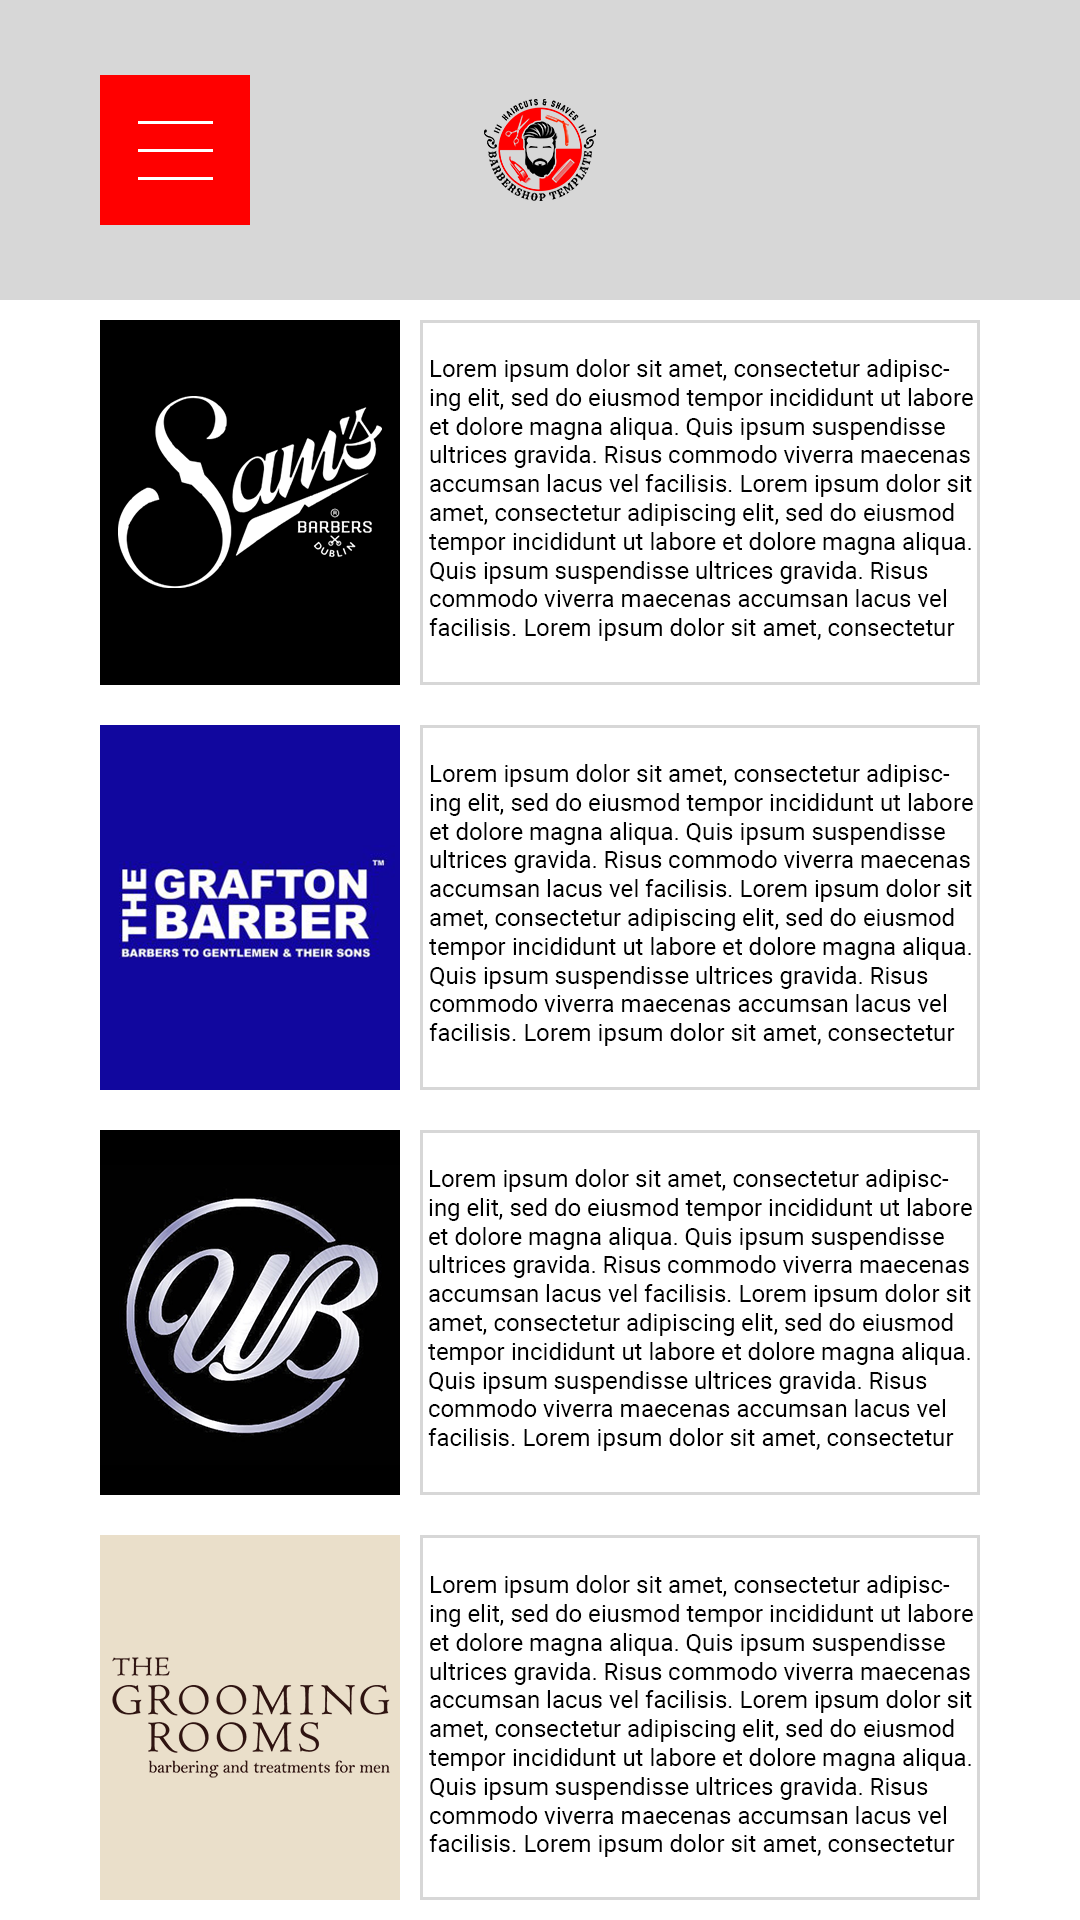 HAIRCUTS & SHAVES
BARBERSHOP TEMPLATE
Sam's
®
BARBERS
DUBLIN
Lorem ipsum dolor sit amet, consectetur adipisc-
ing elit, sed do eiusmod tempor incididunt ut labore
et dolore magna aliqua. Quis ipsum suspendisse
ultrices gravida. Risus commodo viverra maecenas
accumsan lacus vel facilisis. Lorem ipsum dolor sit
amet, consectetur adipiscing elit, sed do eiusmod
tempor incididunt ut labore et dolore magna aliqua.
Quis ipsum suspendisse ultrices gravida. Risus
commodo viverra maecenas accumsan lacus vel
facilisis. Lorem ipsum dolor sit amet, consectetur
THE GRAFTON ™
BARBER
BARBERS TO GENTLEMEN & THEIR SONS
Lorem ipsum dolor sit amet, consectetur adipisc-
ing elit, sed do eiusmod tempor incididunt ut labore
et dolore magna aliqua. Quis ipsum suspendisse
ultrices gravida. Risus commodo viverra maecenas
accumsan lacus vel facilisis. Lorem ipsum dolor sit
amet, consectetur adipiscing elit, sed do eiusmod
tempor incididunt ut labore et dolore magna aliqua.
Quis ipsum suspendisse ultrices gravida. Risus
commodo viverra maecenas accumsan lacus vel
facilisis. Lorem ipsum dolor sit amet, consectetur
WB
Lorem ipsum dolor sit amet, consectetur adipisc-
ing elit, sed do eiusmod tempor incididunt ut labore
et dolore magna aliqua. Quis ipsum suspendisse
ultrices gravida. Risus commodo viverra maecenas
accumsan lacus vel facilisis. Lorem ipsum dolor sit
amet, consectetur adipiscing elit, sed do eiusmod
tempor incididunt ut labore et dolore magna aliqua.
Quis ipsum suspendisse ultrices gravida. Risus
commodo viverra maecenas accumsan lacus vel
facilisis. Lorem ipsum dolor sit amet, consectetur
THE
GROOMING
ROOMS
barbering and treatments for men
Lorem ipsum dolor sit amet, consectetur adipisc-
ing elit, sed do eiusmod tempor incididunt ut labore
et dolore magna aliqua. Quis ipsum suspendisse
ultrices gravida. Risus commodo viverra maecenas
accumsan lacus vel facilisis. Lorem ipsum dolor sit
amet, consectetur adipiscing elit, sed do eiusmod
tempor incididunt ut labore et dolore magna aliqua.
Quis ipsum suspendisse ultrices gravida. Risus
commodo viverra maecenas accumsan lacus vel
facilisis. Lorem ipsum dolor sit amet, consectetur